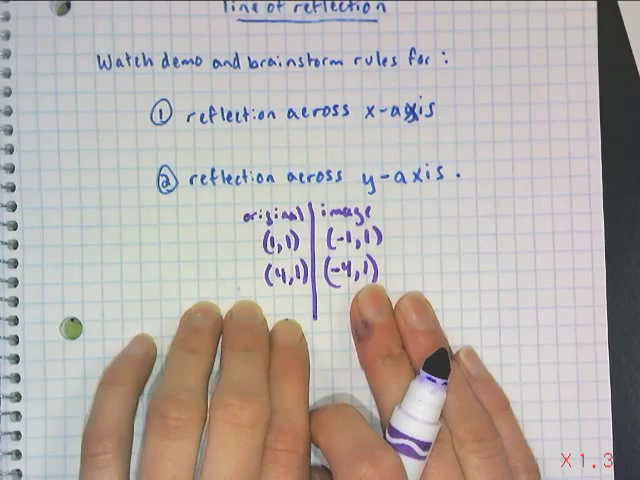 line of reflection
Watch demo and brainstorm rules for:
① reflection across x-axis
② reflection across y-axis.
original | image
(1,1) | (-1,1)
(4,1) | (-4,1)
X1.3